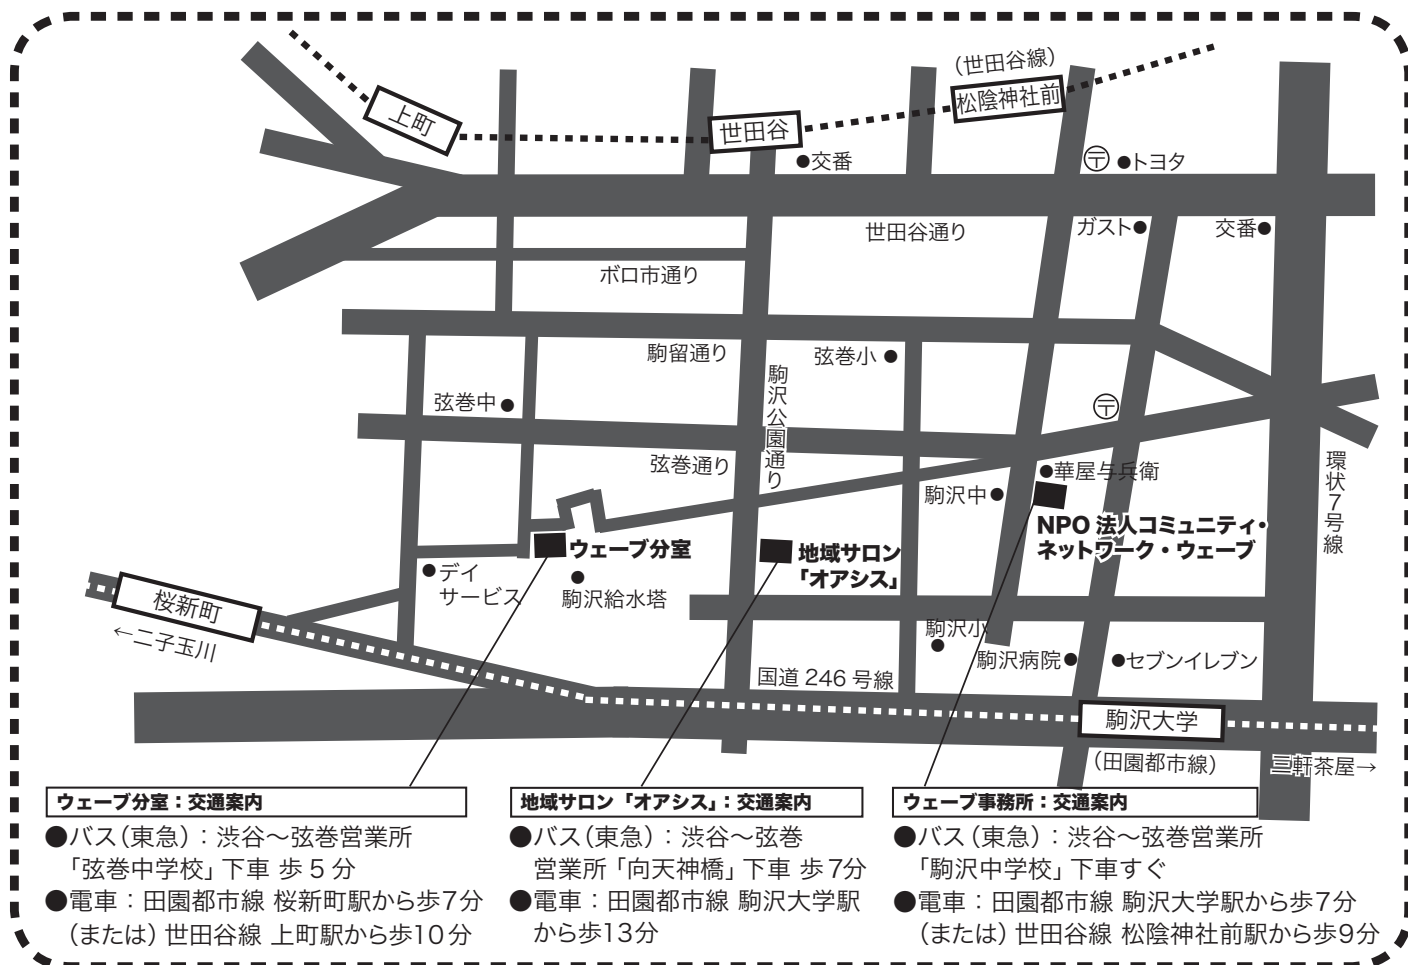 (世田谷線)
上町
世田谷
松陰神社前
●交番
〒 ●トヨタ
世田谷通り
ガスト●
交番●
ボロ市通り
駒留通り
弦巻小 ●
駒沢公園通り
弦巻中 ●
〒
弦巻通り
環状7号線
●華屋与兵衛
駒沢中 ●
NPO 法人コミュニティ・
ネットワーク・ウェーブ
ウェーブ分室
地域サロン
「オアシス」
●デイ
サービス
駒沢給水塔
桜新町
←二子玉川
駒沢小
駒沢病院●
●セブンイレブン
国道 246 号線
駒沢大学
(田園都市線)
三軒茶屋→
ウェーブ分室：交通案内
●バス(東急)：渋谷〜弦巻営業所
「弦巻中学校」下車 歩 5 分
●電車：田園都市線 桜新町駅から歩7分
(または) 世田谷線 上町駅から歩10分
地域サロン「オアシス」：交通案内
●バス(東急)：渋谷〜弦巻
営業所「向天神橋」下車 歩 7分
●電車：田園都市線 駒沢大学駅
から歩13分
ウェーブ事務所：交通案内
●バス(東急)：渋谷〜弦巻営業所
「駒沢中学校」下車すぐ
●電車：田園都市線 駒沢大学駅から歩7分
(または) 世田谷線 松陰神社前駅から歩9分